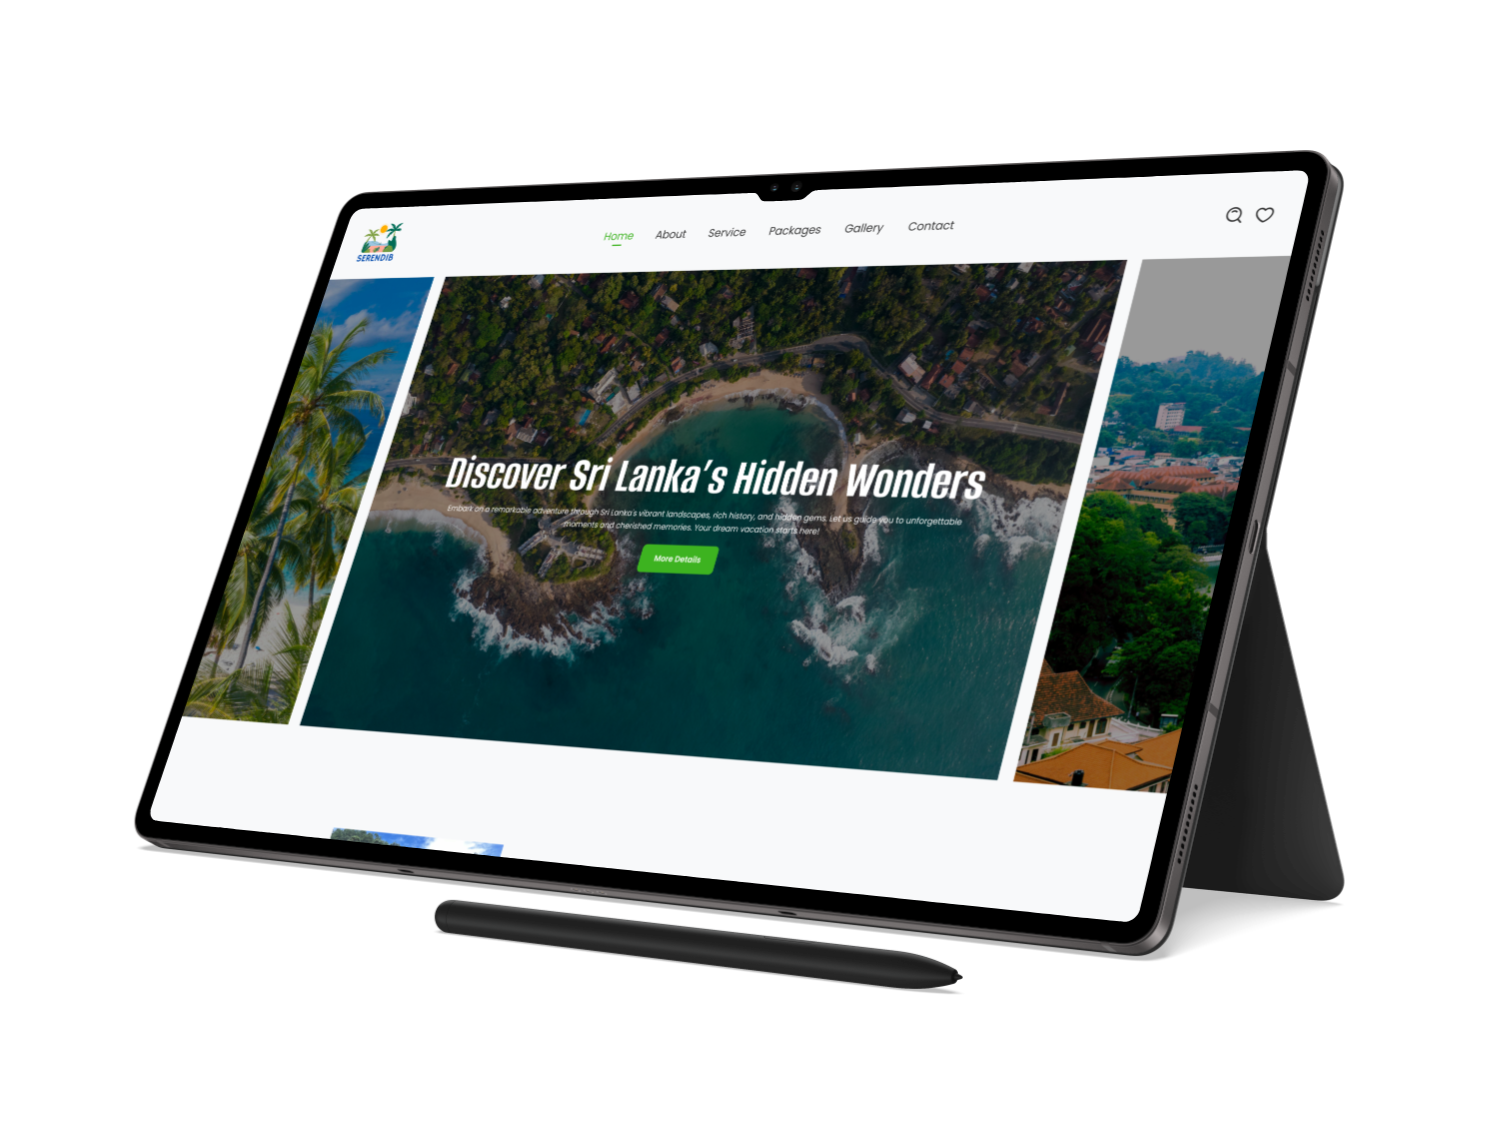 SERENDIB
Home About Service Packages Gallery Contact
Discover Sri Lanka's Hidden Wonders
Embark on a remarkable adventure through Sri Lanka's vibrant landscapes, rich history, and hidden gems. Let us guide you to unforgettable
moments and cherished memories. Your dream vacation starts here!
More Details